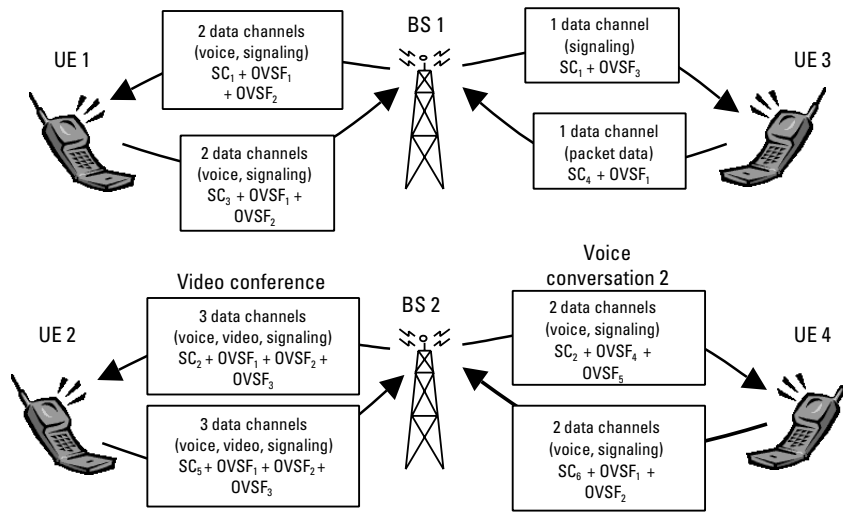 BS 1
UE 1
2 data channels
(voice, signaling)
SC₁ + OVSF₁
+ OVSF₂
2 data channels
(voice, signaling)
SC₃ + OVSF₁ +
OVSF₂
1 data channel
(signaling)
SC₁ + OVSF₃
UE 3
1 data channel
(packet data)
SC₄ + OVSF₁
Video conference
BS 2
UE 2
3 data channels
(voice, video, signaling)
SC₂ + OVSF₁ + OVSF₂ +
OVSF₃
3 data channels
(voice, video, signaling)
SC₅ + OVSF₁ + OVSF₂ +
OVSF₃
Voice
conversation 2
2 data channels
(voice, signaling)
SC₂ + OVSF₄ +
OVSF₅
UE 4
2 data channels
(voice, signaling)
SC₆ + OVSF₁ +
OVSF₂